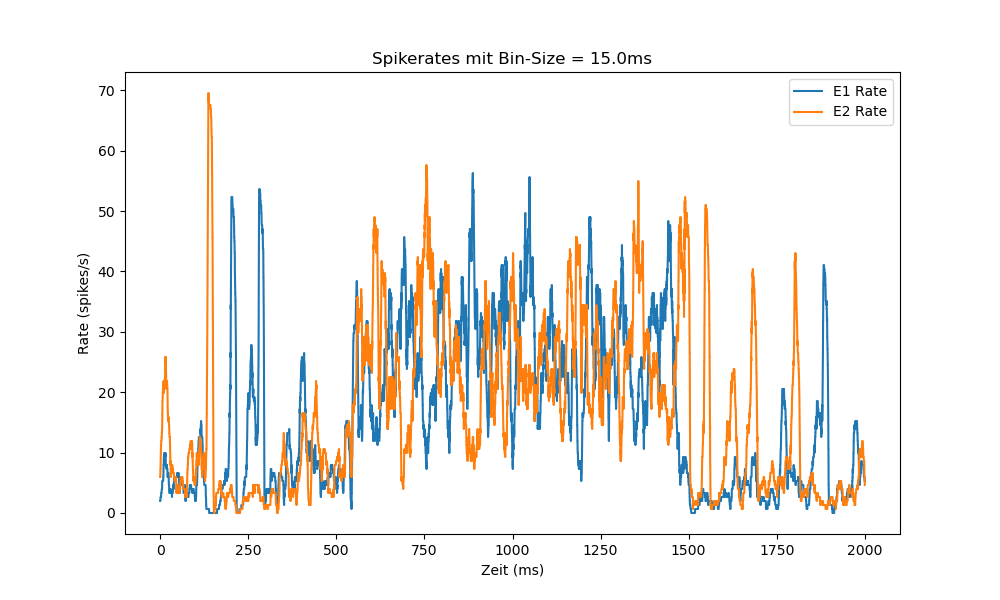 Spikerates mit Bin-Size = 15.0ms
E1 Rate
E2 Rate
70
60
50
40
30
20
10
0
Rate (spikes/s)
0 250 500 750 1000 1250 1500 1750 2000
Zeit (ms)